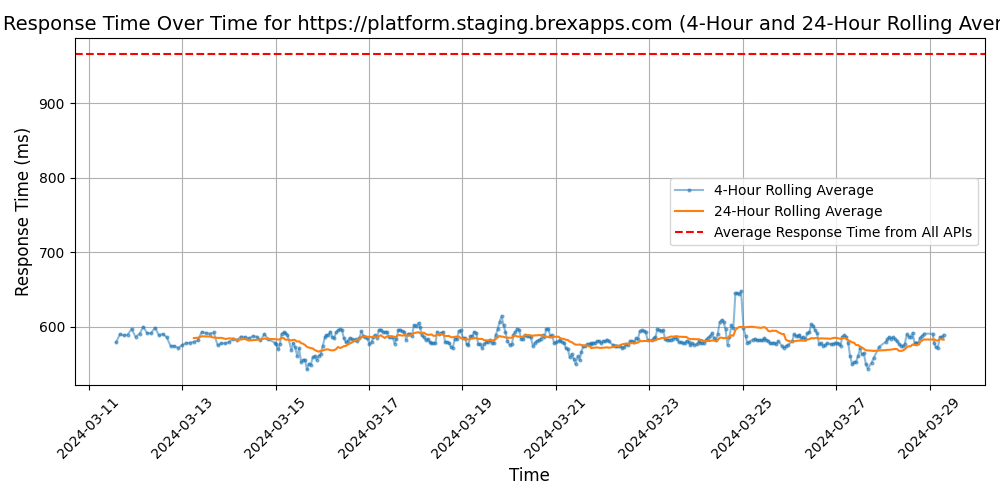 Response Time Over Time for https://platform.staging.brexapps.com (4-Hour and 24-Hour Rolling Aver
Response Time (ms)
900
800
700
600
4-Hour Rolling Average
24-Hour Rolling Average
Average Response Time from All APIs
2024-03-11
2024-03-13
2024-03-15
2024-03-17
2024-03-19
2024-03-21
2024-03-23
2024-03-25
2024-03-27
2024-03-29
Time